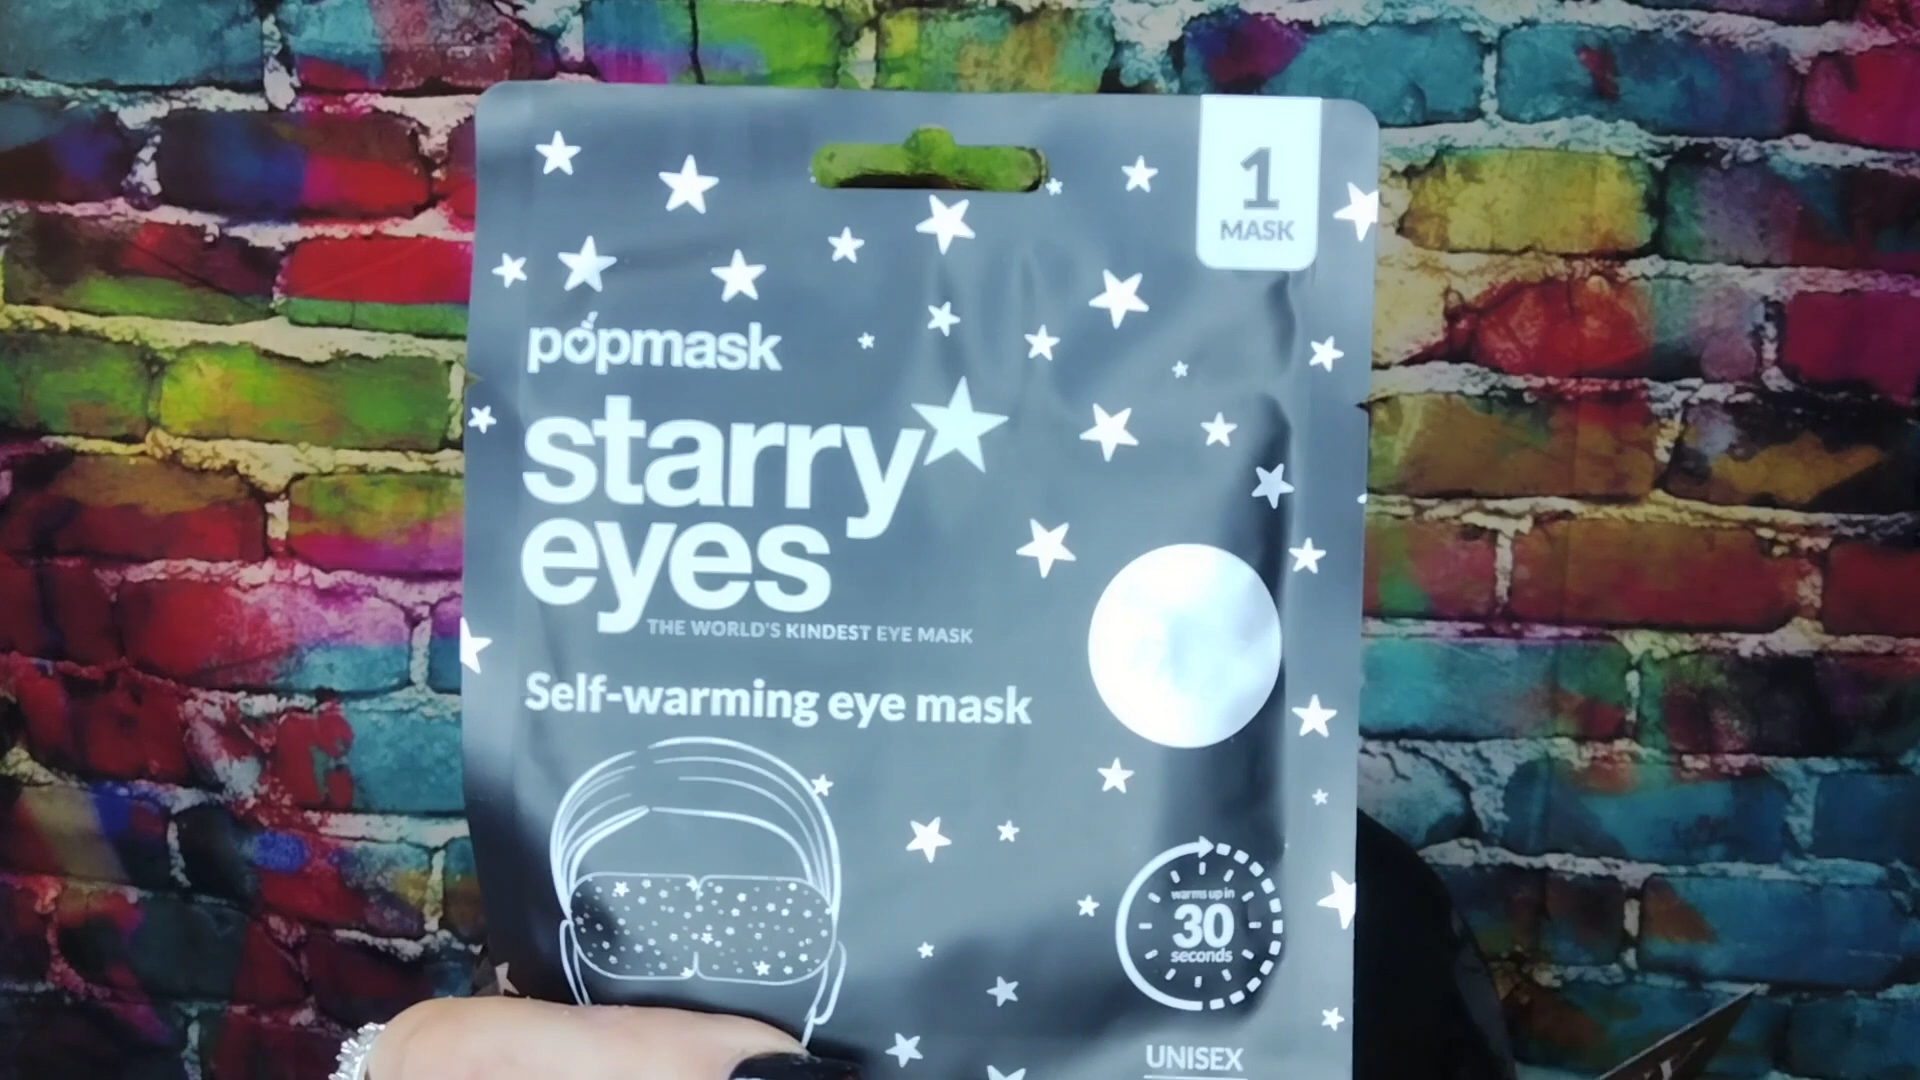 1
MASK
popmask
starry
eyes
THE WORLD'S KINDEST EYE MASK
Self-warming eye mask
warms up in
30
seconds
UNISEX